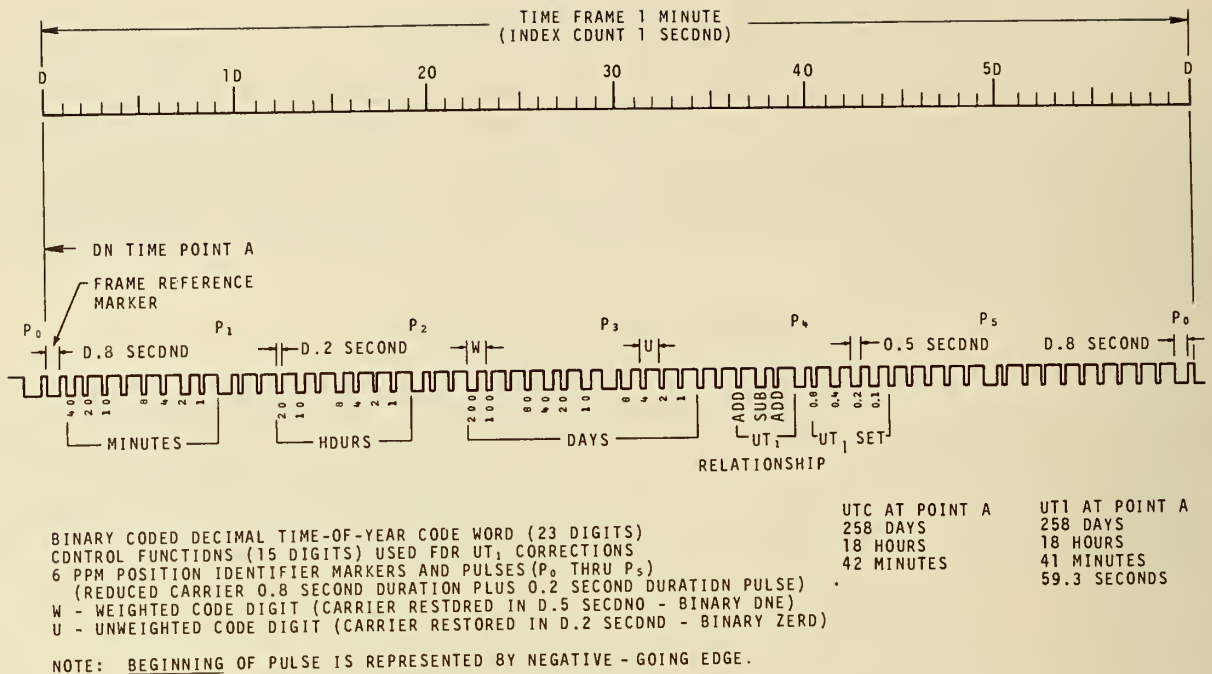 TIME FRAME 1 MINUTE
(INDEX COUNT 1 SECDND)
D 1D 20 30 40 5D D
DN TIME POINT A
FRAME REFERENCE
MARKER
P₀ P₁ P₂ P₃ P₄ P₅ P₀
D.8 SECDND D.2 SECOND W U 0.5 SECDND D.8 SECOND
40 20 10 8 4 2 1 20 10 8 4 2 1 200 100 80 40 20 10 8 4 2 1 ADD SUB ADD 0.8 0.4 0.2 0.1
MINUTES HDURS DAYS UT₁ UT₁ SET
RELATIONSHIP
BINARY CODED DECIMAL TIME-OF-YEAR CODE WORD (23 DIGITS)
CDNTROL FUNCTIONS (15 DIGITS) USED FDR UT₁ CORRECTIONS
6 PPM POSITION IDENTIFIER MARKERS AND PULSES (P₀ THRU P₅)
(REDUCED CARRIER 0.8 SECOND DURATION PLUS 0.2 SECOND DURATIDN PULSE)
W - WEIGHTED CODE DIGIT (CARRIER RESTDRED IN D.5 SECDNO - BINARY DNE)
U - UNWEIGHTED CODE DIGIT (CARRIER RESTORED IN D.2 SECDND - BINARY ZERD)
NOTE: BEGINNING OF PULSE IS REPRESENTED 8Y NEGATIVE - GOING EDGE.
UTC AT POINT A
258 DAYS
18 HOURS
42 MINUTES
UT1 AT POINT A
258 DAYS
18 HOURS
41 MINUTES
59.3 SECONDS